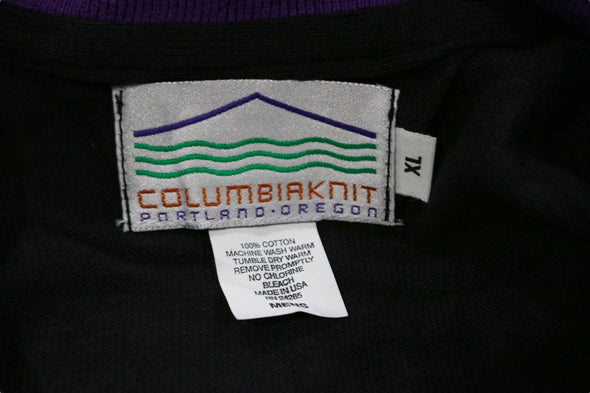 COLUMBIAKNIT
PORTLAND·OREGON
XL
100% COTTON
MACHINE WASH WARM
TUMBLE DRY WARM
REMOVE PROMPTLY
NO CHLORINE
BLEACH
MADE IN USA
RN 24265
MENS